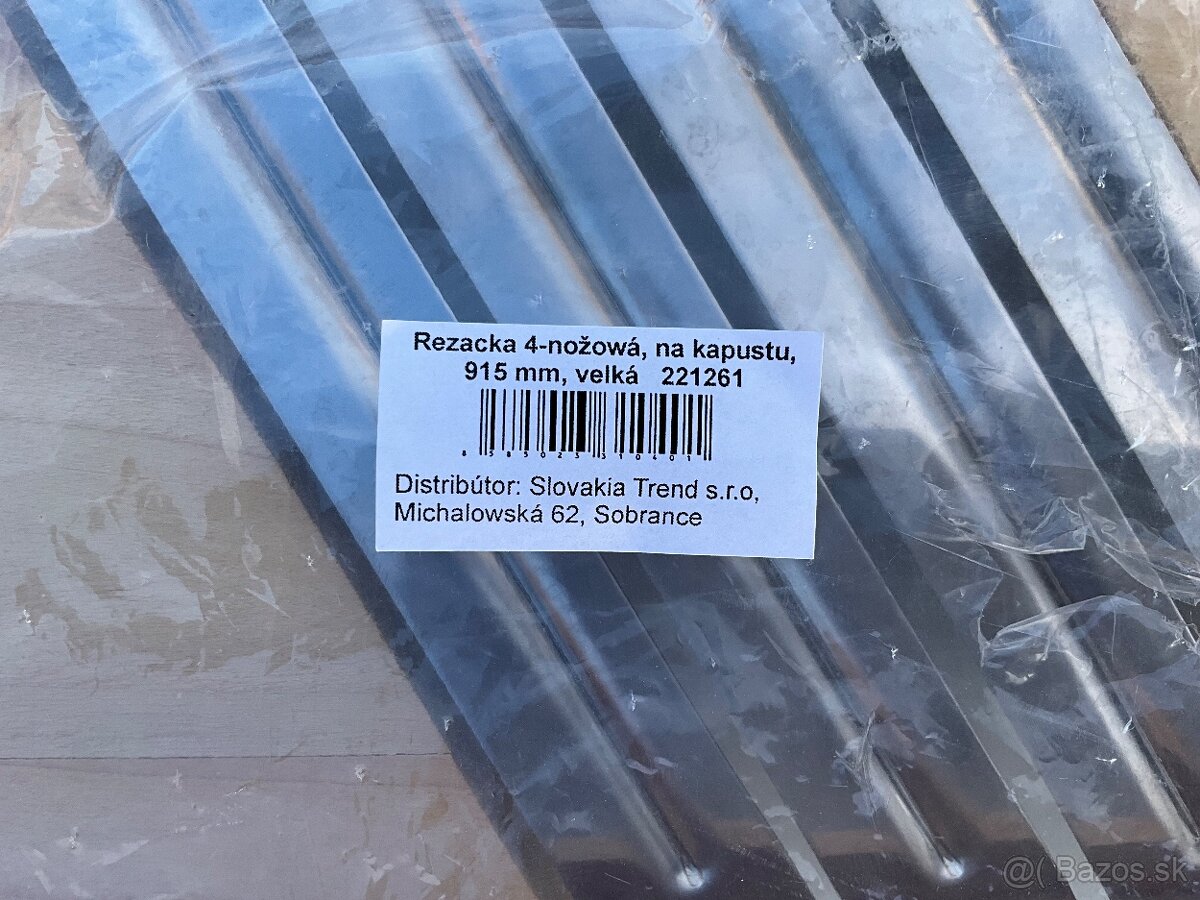 Rezacka 4-nožowá, na kapustu,
915 mm, velká 221261
Distribútor: Slovakia Trend s.r.o,
Michalowská 62, Sobrance
@( Bazos.sk